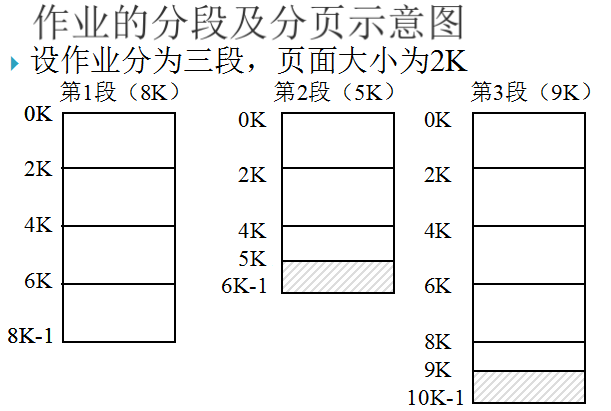 作业的分段及分页示意图
设作业分为三段，页面大小为2K
第1段（8K）
0K
2K
4K
6K
8K-1
第2段（5K）
0K
2K
4K
5K
6K-1
第3段（9K）
0K
2K
4K
6K
8K
9K
10K-1